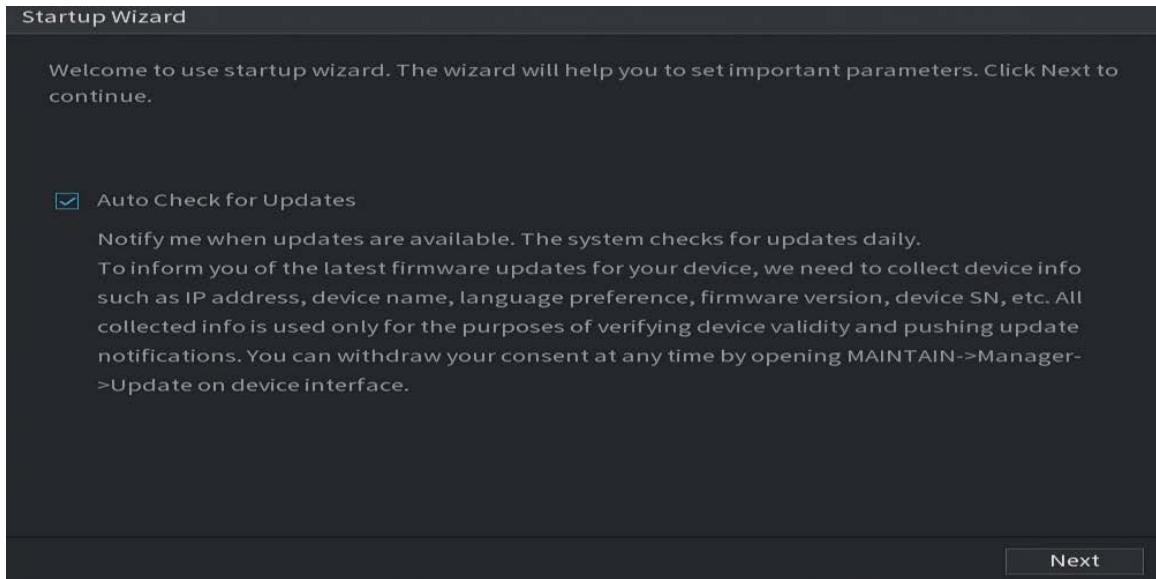 Startup Wizard
Welcome to use startup wizard. The wizard will help you to set important parameters. Click Next to
continue.
Auto Check for Updates
Notify me when updates are available. The system checks for updates daily.
To inform you of the latest firmware updates for your device, we need to collect device info
such as IP address, device name, language preference, firmware version, device SN, etc. All
collected info is used only for the purposes of verifying device validity and pushing update
notifications. You can withdraw your consent at any time by opening MAINTAIN->Manager-
>Update on device interface.
Next